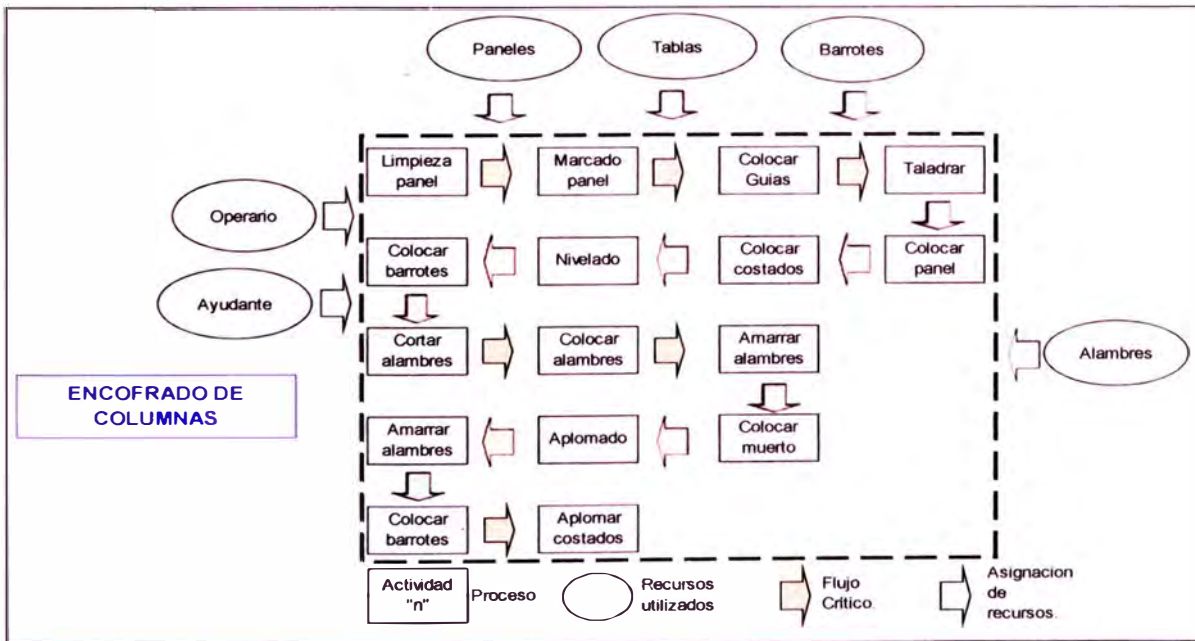 Paneles
Tablas
Barrotes
Limpieza
panel
Marcado
panel
Colocar
Guias
Taladrar
Operario
Colocar
barrotes
Nivelado
Colocar
costados
Colocar
panel
Ayudante
Cortar
alambres
Colocar
alambres
Amarrar
alambres
Alambres
ENCOFRADO DE
COLUMNAS
Amarrar
alambres
Aplomado
Colocar
muerto
Colocar
barrotes
Aplomar
costados
Actividad
"n"
Proceso
Recursos
utilizados
Flujo
Crítico.
Asignacion
de
recursos.